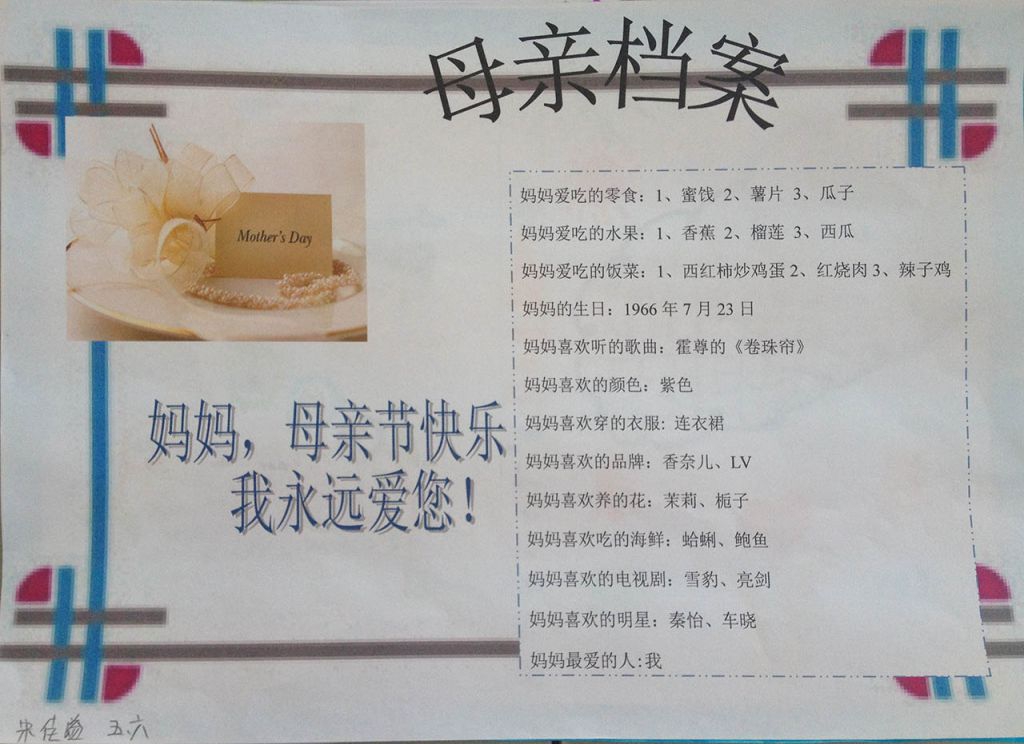 母亲档案
Mother's Day
妈妈，母亲节快乐
我永远爱您！
妈妈爱吃的零食：1、蜜饯 2、薯片 3、瓜子
妈妈爱吃的水果：1、香蕉 2、榴莲 3、西瓜
妈妈爱吃的饭菜：1、西红柿炒鸡蛋 2、红烧肉 3、辣子鸡
妈妈的生日：1966 年 7 月 23 日
妈妈喜欢听的歌曲：霍尊的《卷珠帘》
妈妈喜欢的颜色：紫色
妈妈喜欢穿的衣服: 连衣裙
妈妈喜欢的品牌：香奈儿、LV
妈妈喜欢养的花：茉莉、栀子
妈妈喜欢吃的海鲜：蛤蜊、鲍鱼
妈妈喜欢的电视剧：雪豹、亮剑
妈妈喜欢的明星：秦怡、车晓
妈妈最爱的人:我
五六